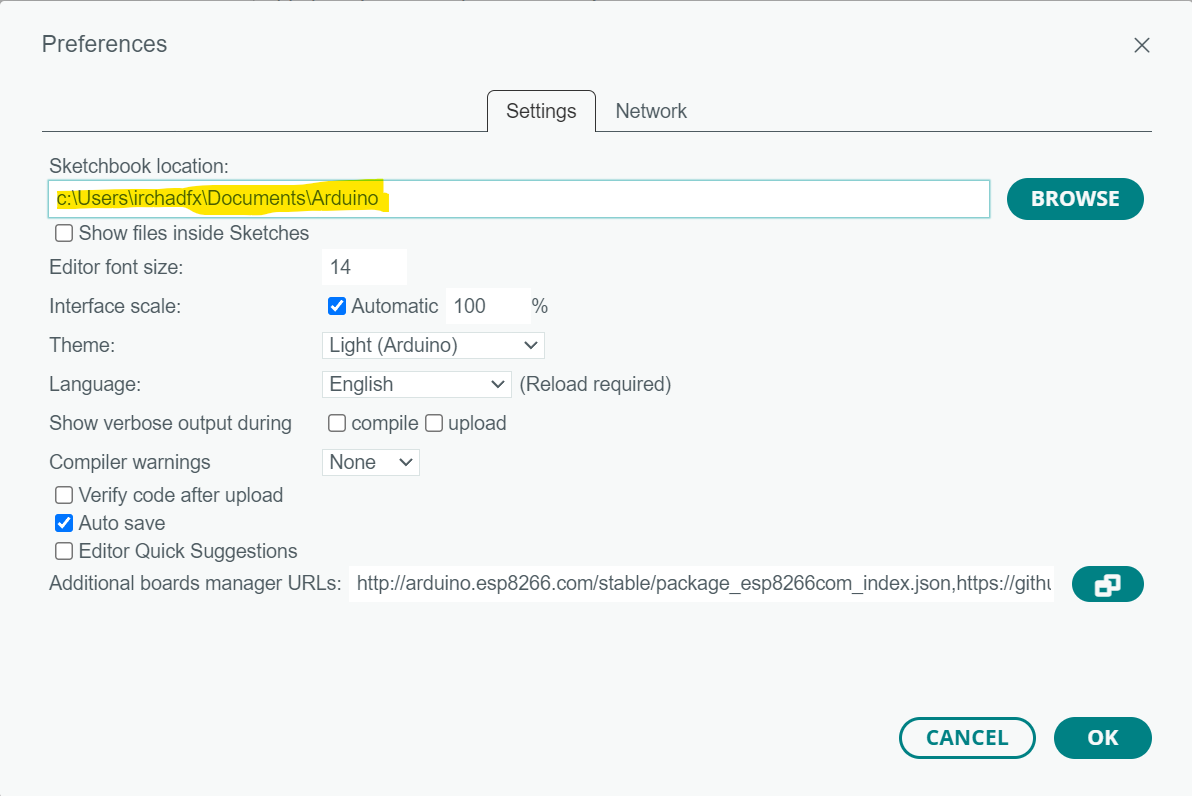 Preferences
Settings Network
Sketchbook location:
c:\Users\irchadfx\Documents\Arduino BROWSE
Show files inside Sketches
Editor font size: 14
Interface scale: Automatic 100 %
Theme: Light (Arduino)
Language: English (Reload required)
Show verbose output during compile upload
Compiler warnings None
Verify code after upload
Auto save
Editor Quick Suggestions
Additional boards manager URLs: http://arduino.esp8266.com/stable/package_esp8266com_index.json,https://githu
CANCEL OK